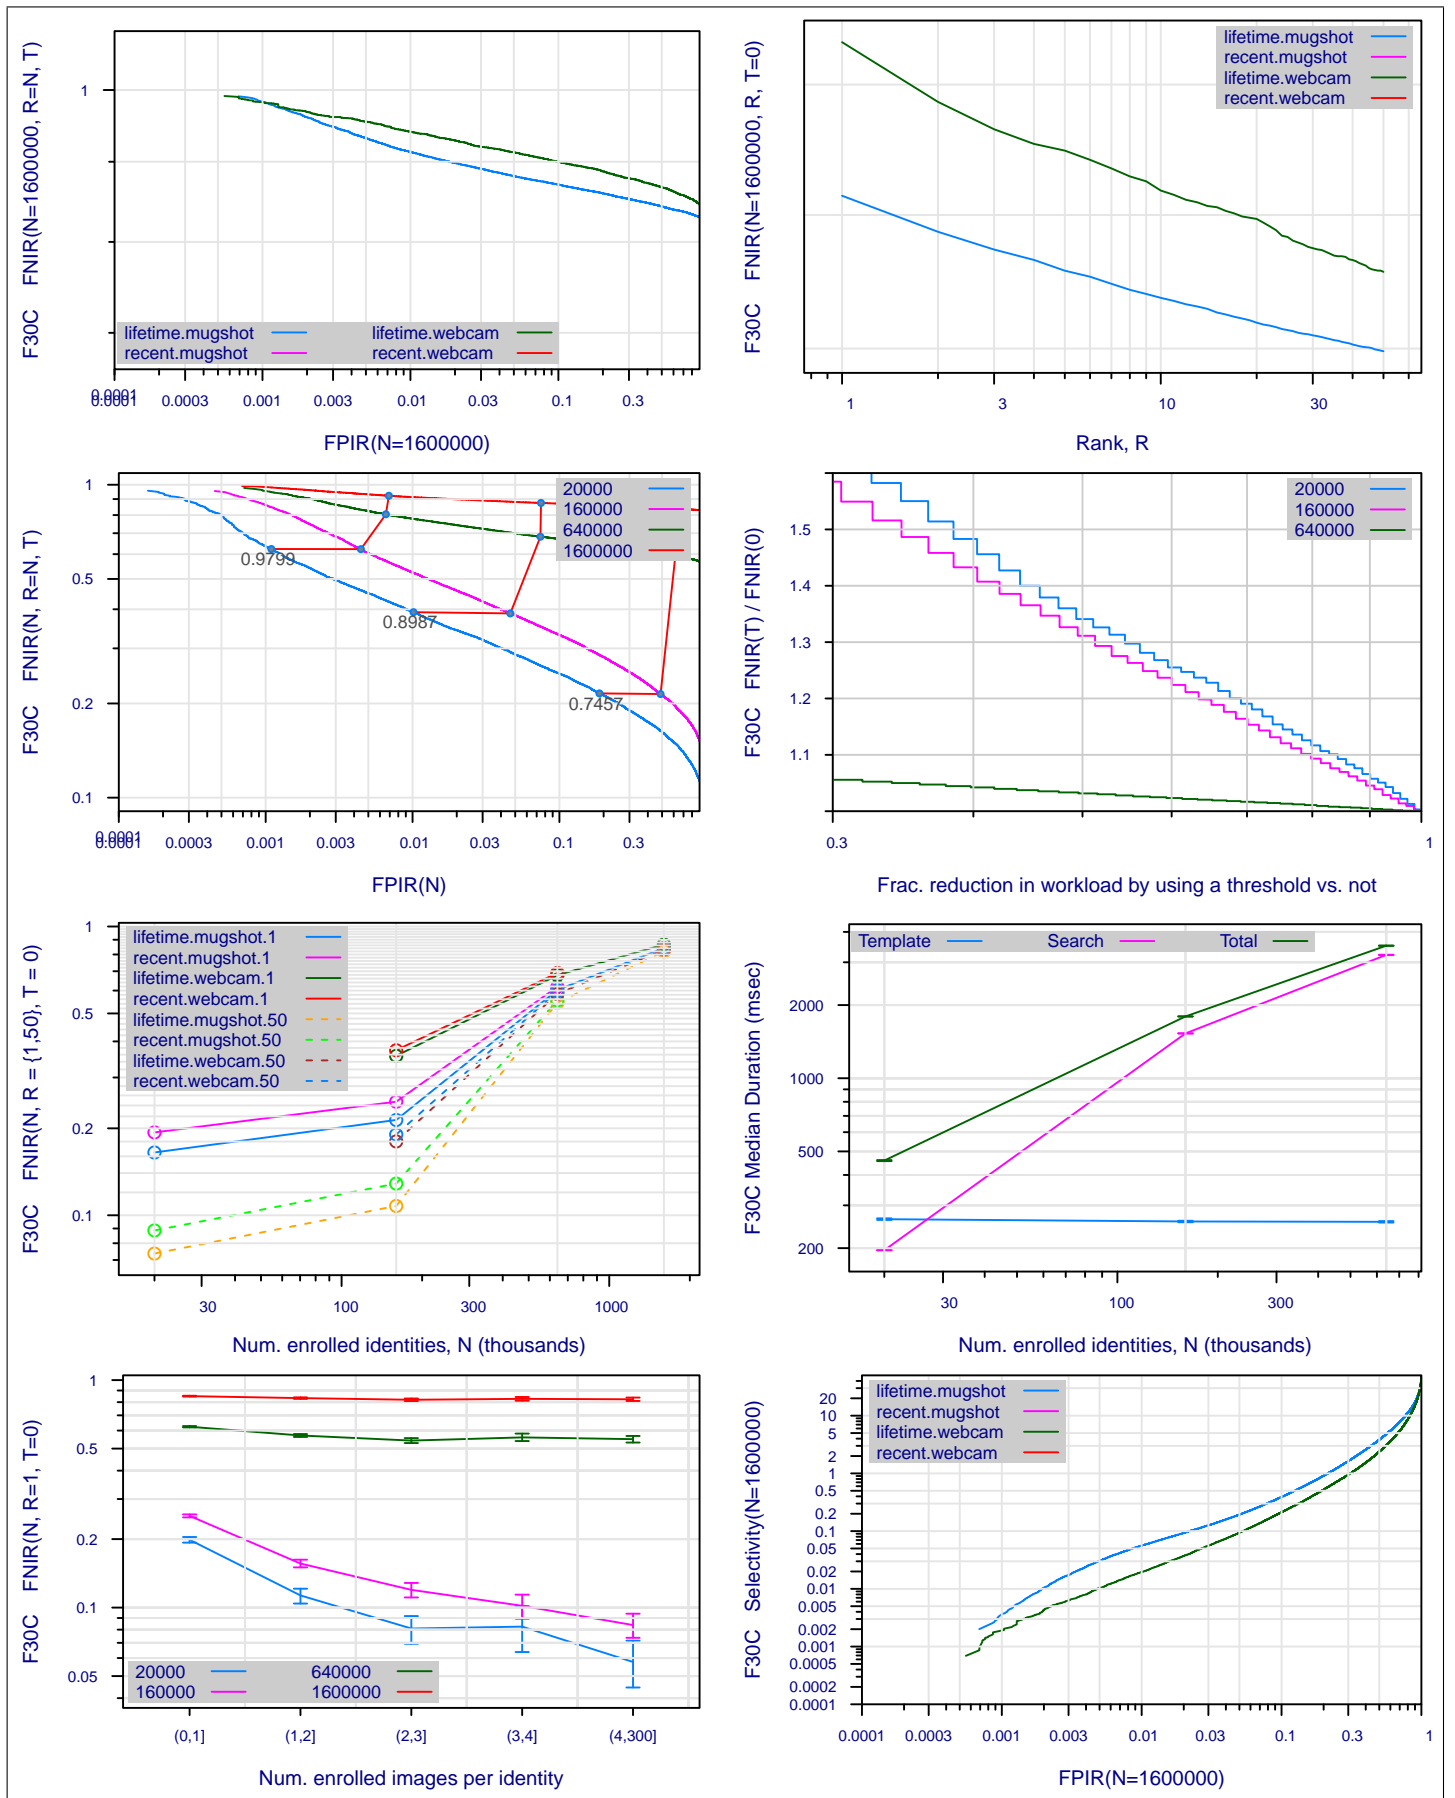 F30C FNIR(N=1600000, R=N, T)
1
lifetime.mugshot
recent.mugshot
lifetime.webcam
recent.webcam
0.0001
0.0001 0.0003 0.001 0.003 0.01 0.03 0.1 0.3
FPIR(N=1600000)
F30C FNIR(N=1600000, R, T=0)
lifetime.mugshot
recent.mugshot
lifetime.webcam
recent.webcam
1 3 10 30
Rank, R
F30C FNIR(N, R=N, T)
1
0.5
0.2
0.1
20000
160000
640000
1600000
0.9799
0.8987
0.7457
0.0001
0.0001 0.0003 0.001 0.003 0.01 0.03 0.1 0.3
FPIR(N)
F30C FNIR(T) / FNIR(0)
1.5
1.4
1.3
1.2
1.1
20000
160000
640000
0.3 1
Frac. reduction in workload by using a threshold vs. not
F30C FNIR(N, R = {1,50}, T = 0)
1
0.5
0.2
0.1
lifetime.mugshot.1
recent.mugshot.1
lifetime.webcam.1
recent.webcam.1
lifetime.mugshot.50
recent.mugshot.50
lifetime.webcam.50
recent.webcam.50
30 100 300 1000
Num. enrolled identities, N (thousands)
F30C Median Duration (msec)
Template Search Total
2000
1000
500
200
30 100 300
Num. enrolled identities, N (thousands)
F30C FNIR(N, R=1, T=0)
1
0.5
0.2
0.1
0.05
20000 640000
160000 1600000
(0,1] (1,2] (2,3] (3,4] (4,300]
Num. enrolled images per identity
F30C Selectivity(N=1600000)
20
10
5
2
1
0.5
0.2
0.1
0.05
0.02
0.01
0.005
0.002
0.001
0.0005
0.0002
0.0001
lifetime.mugshot
recent.mugshot
lifetime.webcam
recent.webcam
0.0001 0.0003 0.001 0.003 0.01 0.03 0.1 0.3 1
FPIR(N=1600000)